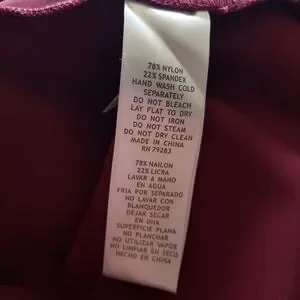 78% NYLON
22% SPANDEX
HAND WASH COLD
SEPARATELY
DO NOT BLEACH
LAY FLAT TO DRY
DO NOT IRON
DO NOT STEAM
DO NOT DRY CLEAN
MADE IN CHINA
RN 79283
78% NAILON
22% LICRA
LAVAR A MANO
EN AGUA
FRIA POR SEPARADO
NO LAVAR CON
BLANQUEDOR
DEJAR SECAR
EN UNA
SUPERFICIE PLANA
NO PLANCHAR
NO UTILIZAR VAPOR
NO LIMPIAR EN SECO
HECHO EN CHINA